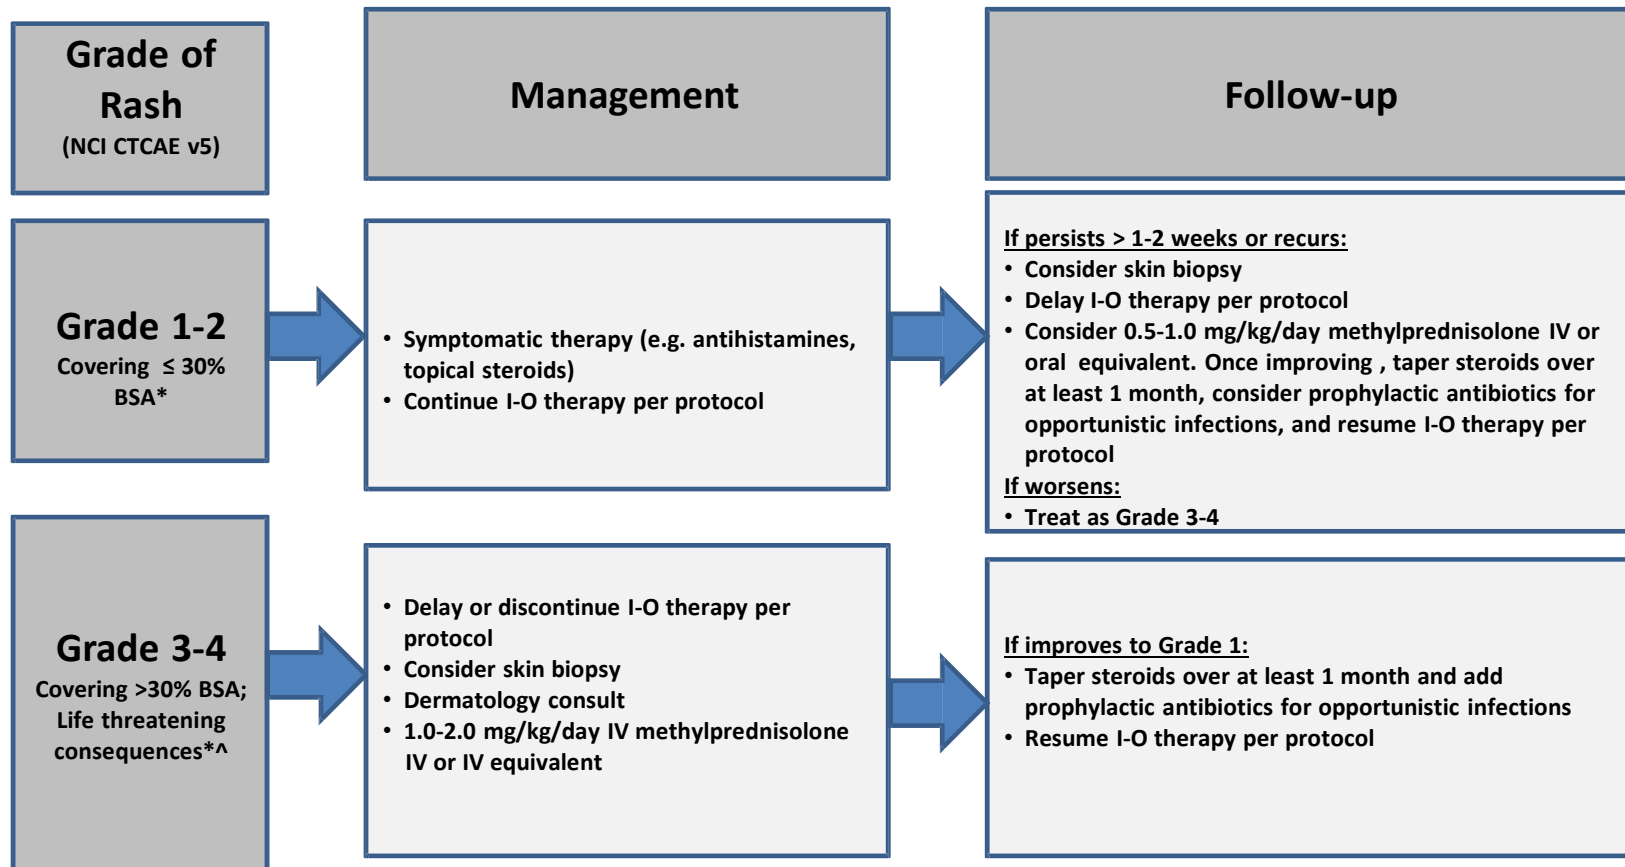 Grade of
Rash
(NCI CTCAE v5)
Management
Follow-up
Grade 1-2
Covering ≤ 30%
BSA*
• Symptomatic therapy (e.g. antihistamines,
topical steroids)
• Continue I-O therapy per protocol
If persists > 1-2 weeks or recurs:
• Consider skin biopsy
• Delay I-O therapy per protocol
• Consider 0.5-1.0 mg/kg/day methylprednisolone IV or
oral equivalent. Once improving , taper steroids over
at least 1 month, consider prophylactic antibiotics for
opportunistic infections, and resume I-O therapy per
protocol
If worsens:
• Treat as Grade 3-4
Grade 3-4
Covering >30% BSA;
Life threatening
consequences*^
• Delay or discontinue I-O therapy per
protocol
• Consider skin biopsy
• Dermatology consult
• 1.0-2.0 mg/kg/day IV methylprednisolone
IV or IV equivalent
If improves to Grade 1:
• Taper steroids over at least 1 month and add
prophylactic antibiotics for opportunistic infections
• Resume I-O therapy per protocol